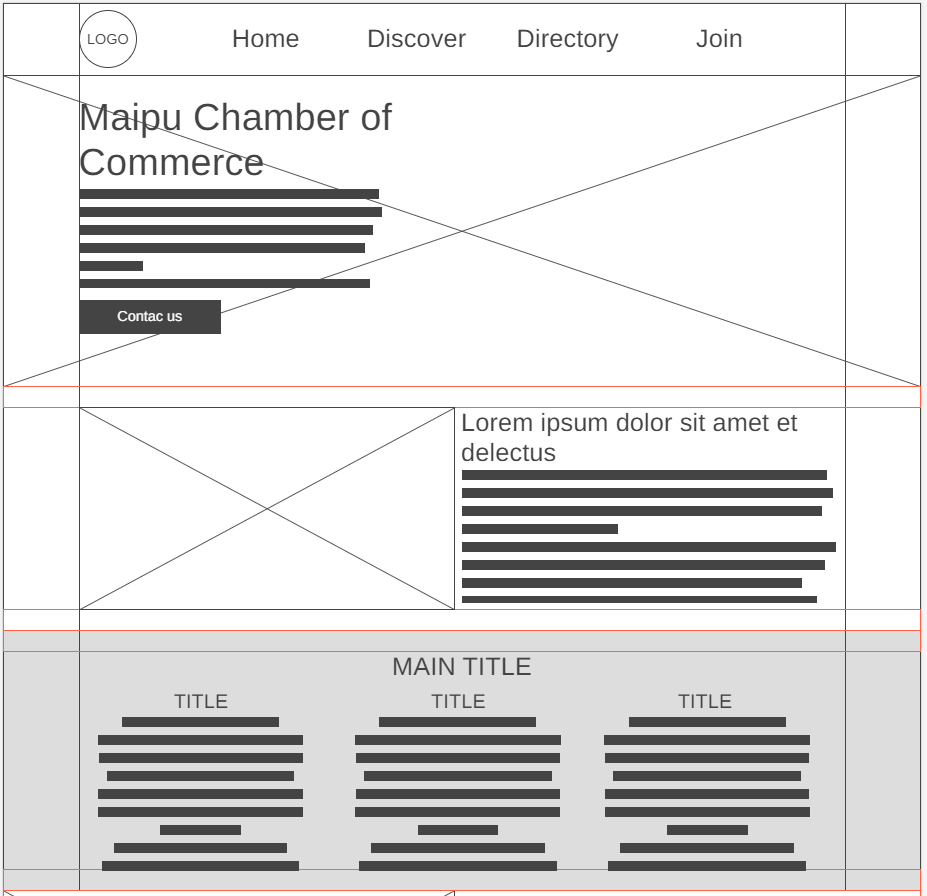 LOGO
Home
Discover
Directory
Join
Maipu Chamber of
Commerce
Contac us
Lorem ipsum dolor sit amet et
delectus
MAIN TITLE
TITLE
TITLE
TITLE